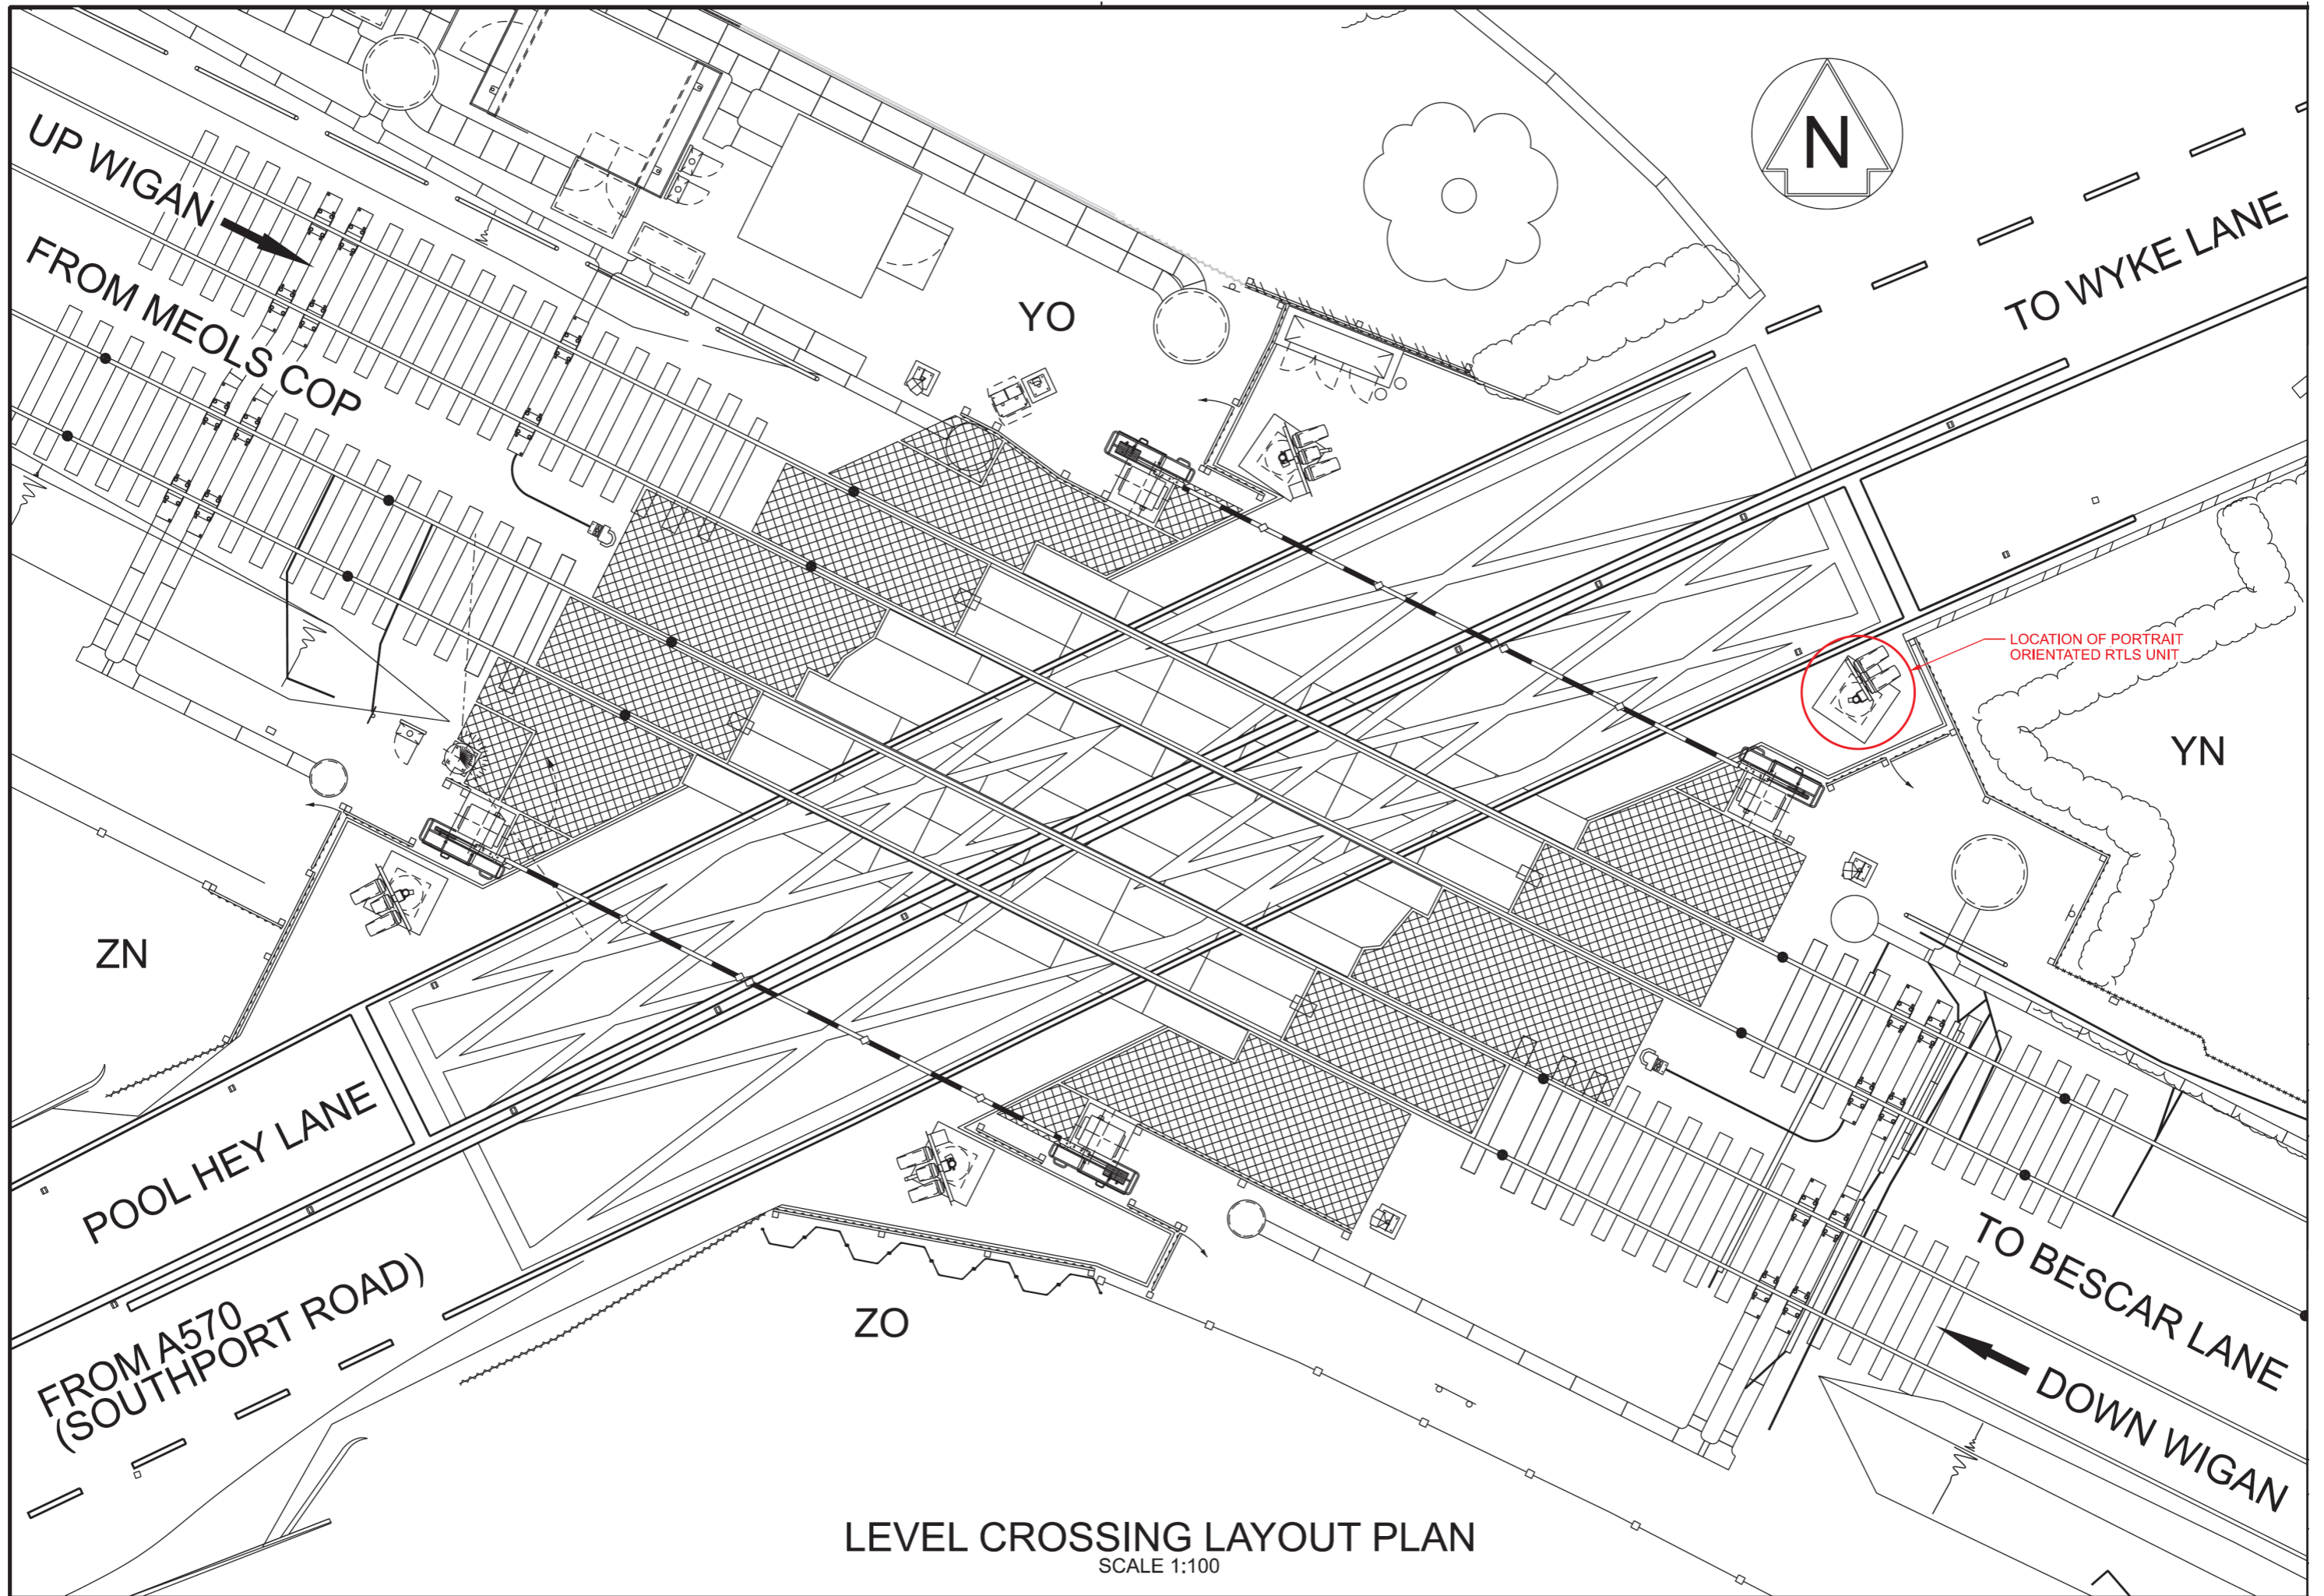 N
UP WIGAN
FROM MEOLS COP
YO
TO WYKE LANE
LOCATION OF PORTRAIT
ORIENTATED RTLS UNIT
YN
ZN
POOL HEY LANE
FROM A570
(SOUTHPORT ROAD)
ZO
TO BESCAR LANE
DOWN WIGAN
LEVEL CROSSING LAYOUT PLAN
SCALE 1:100